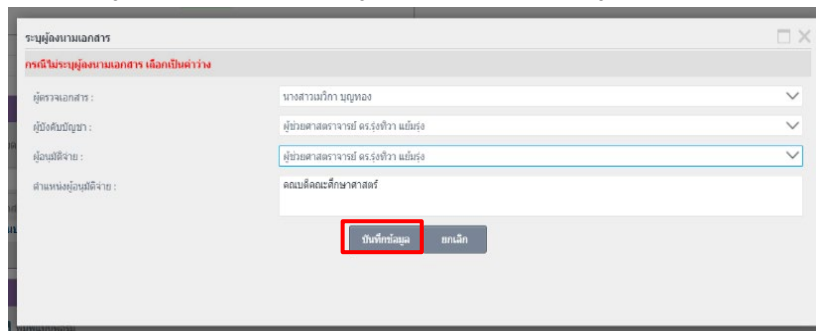 ระบุผู้ลงนามเอกสาร
กรณีไม่ระบุผู้ลงนามเอกสาร เลือกเป็นค่าว่าง
ผู้ตรวจเอกสาร : นางสาวเมวิกา บุญทอง
ผู้บังคับบัญชา : ผู้ช่วยศาสตราจารย์ ดร.รุ่งทิวา แย้มรุ่ง
ผู้อนุมัติจ่าย : ผู้ช่วยศาสตราจารย์ ดร.รุ่งทิวา แย้มรุ่ง
ตำแหน่งผู้อนุมัติจ่าย : คณบดีคณะศึกษาศาสตร์
บันทึกข้อมูล ยกเลิก